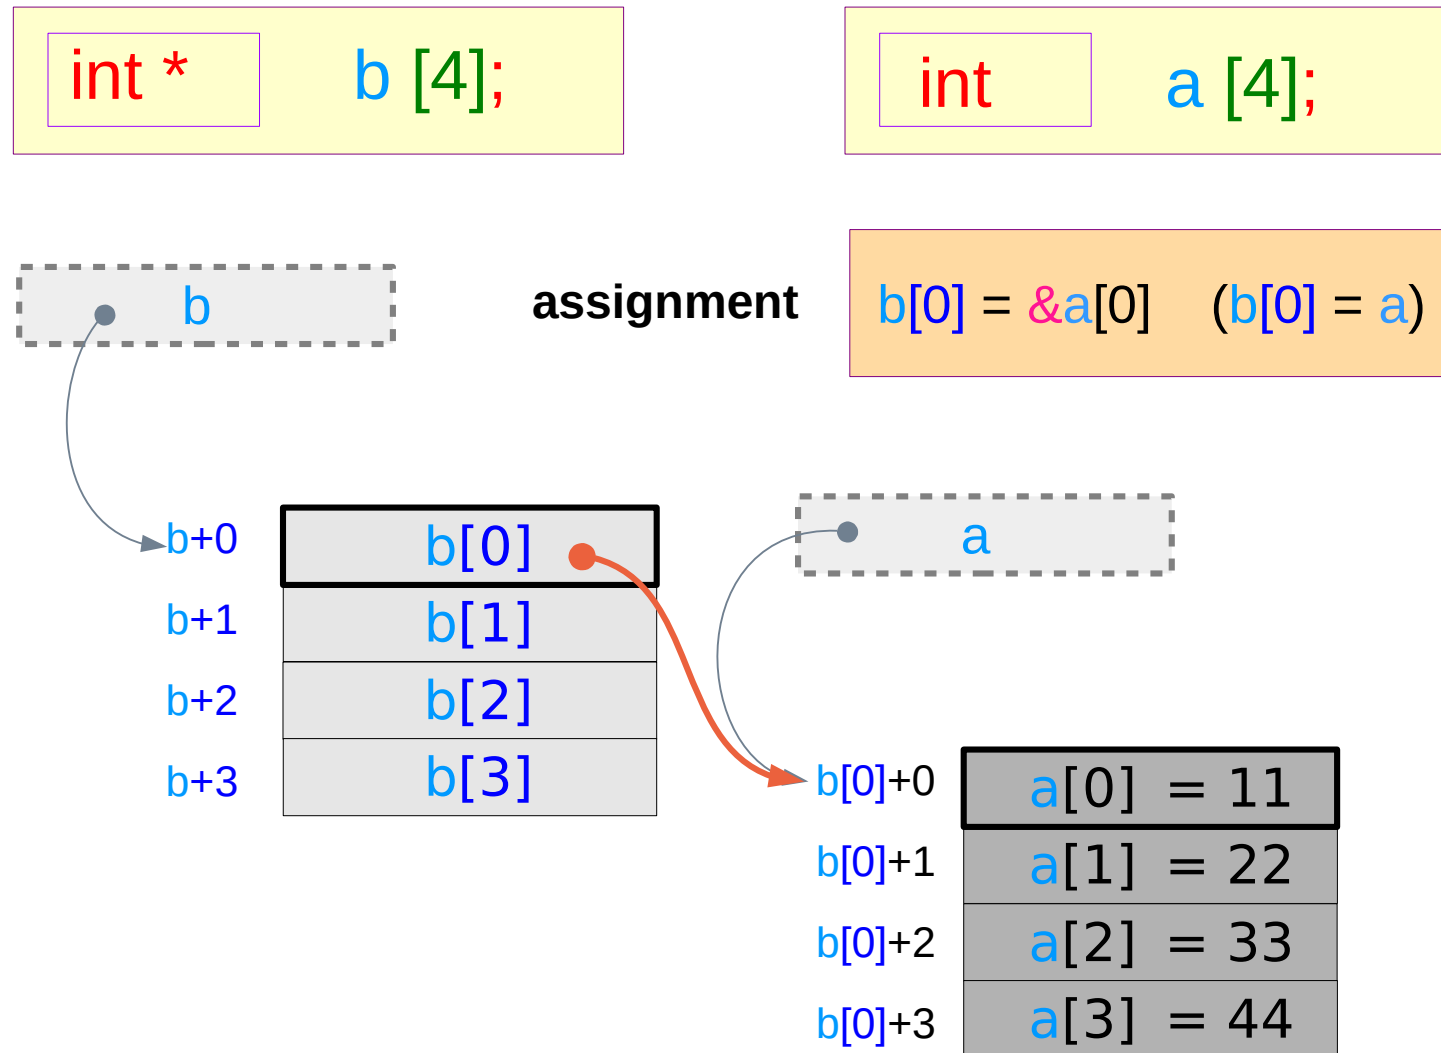 int * b [4];
int a [4];
b
assignment
b[0] = &a[0] (b[0] = a)
b+0 b[0]
b+1 b[1]
b+2 b[2]
b+3 b[3]
a
b[0]+0 a[0] = 11
b[0]+1 a[1] = 22
b[0]+2 a[2] = 33
b[0]+3 a[3] = 44